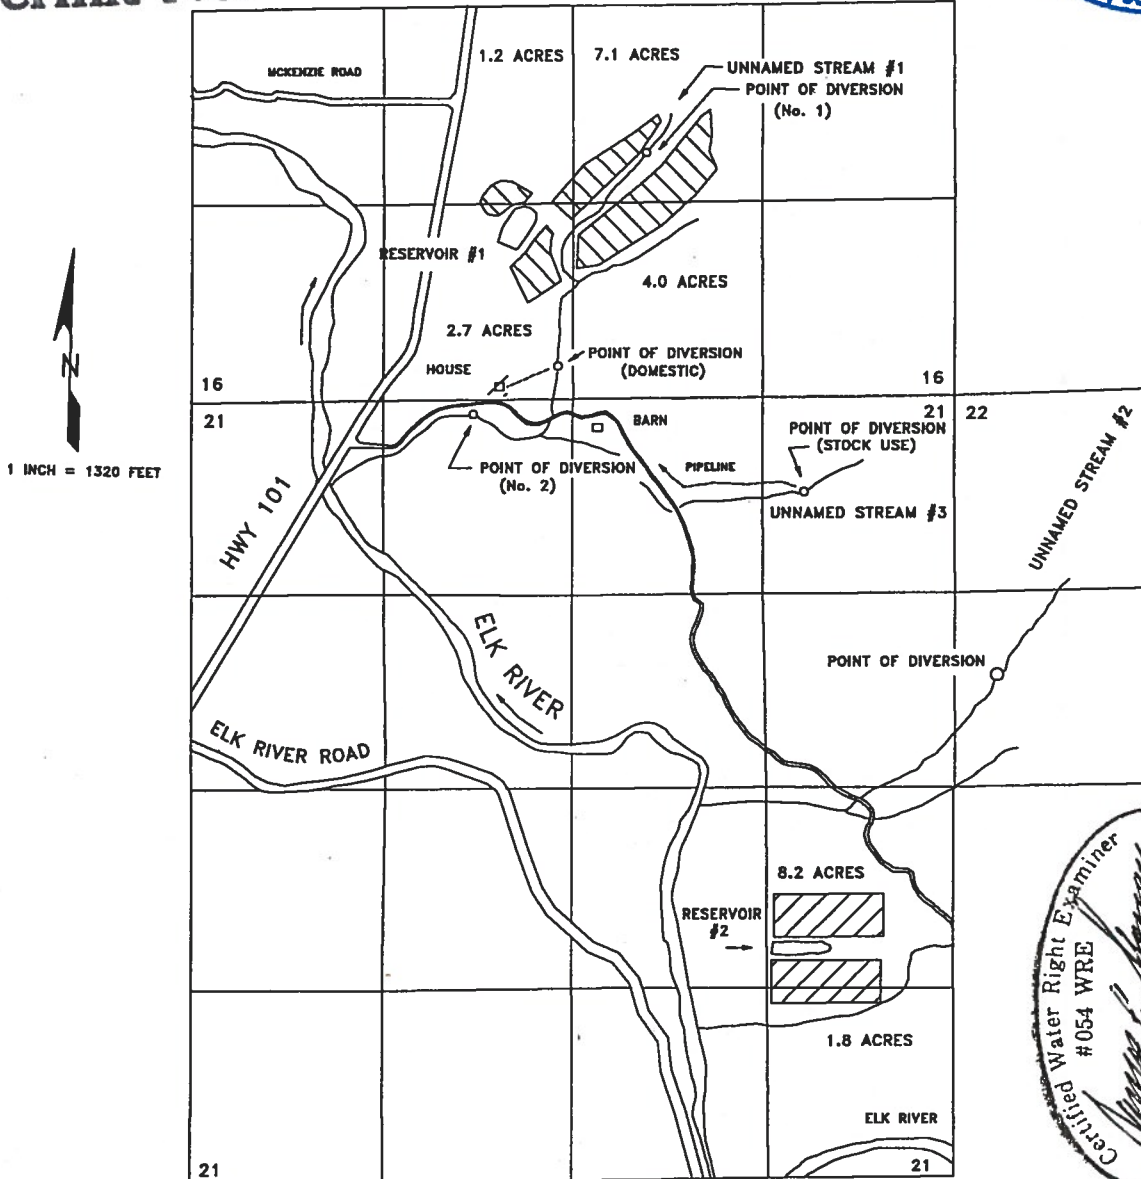 1.2 ACRES
7.1 ACRES
MCKENZIE ROAD
UNNAMED STREAM #1
POINT OF DIVERSION
(No. 1)
RESERVOIR #1
4.0 ACRES
2.7 ACRES
N
HOUSE
POINT OF DIVERSION
(DOMESTIC)
16
16
21
21
22
1 INCH = 1320 FEET
BARN
POINT OF DIVERSION
(STOCK USE)
PIPELINE
POINT OF DIVERSION
(No. 2)
UNNAMED STREAM #3
UNNAMED STREAM #2
HWY 101
ELK RIVER
POINT OF DIVERSION
ELK RIVER ROAD
8.2 ACRES
RESERVOIR
#2
1.8 ACRES
ELK RIVER
21
21
Certified Water Right Examiner
#054 WRE